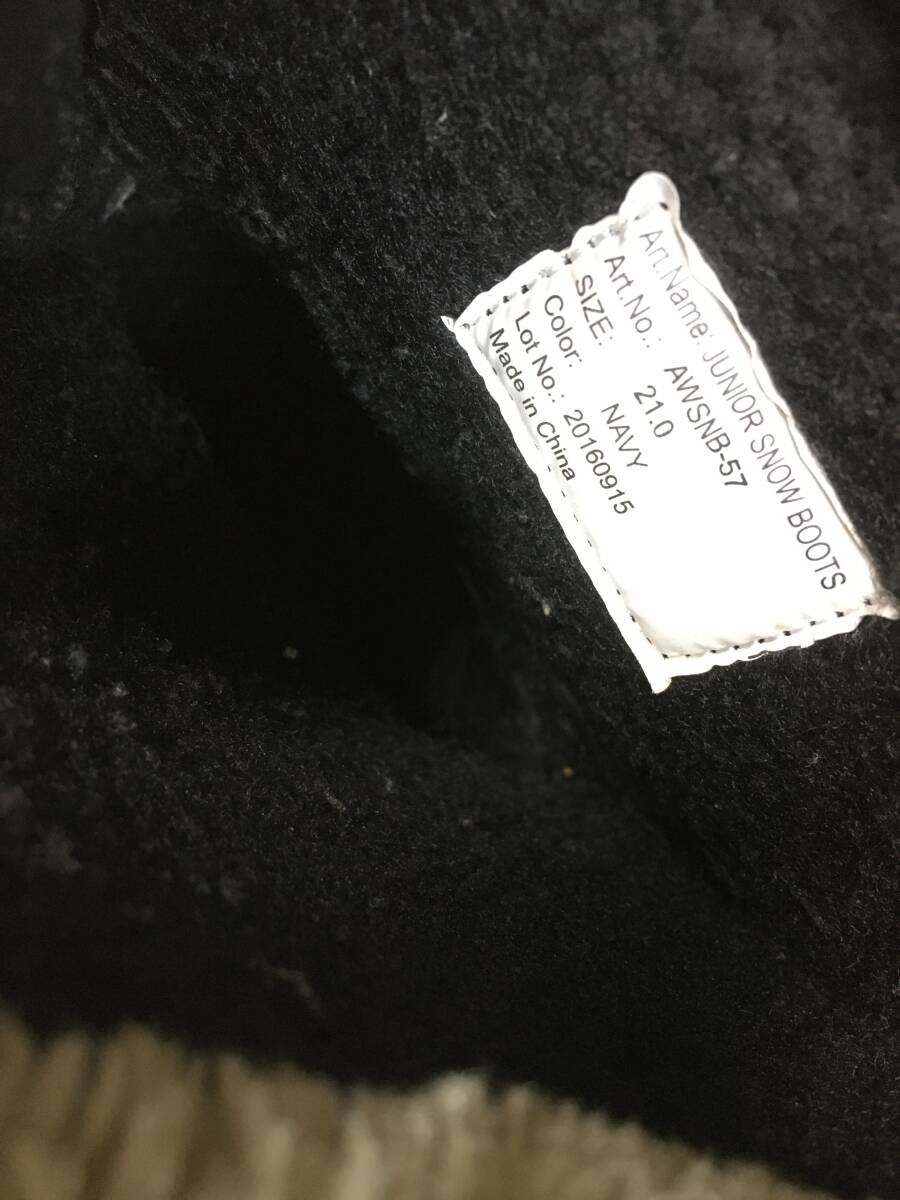 Art.Name: JUNIOR SNOW BOOTS
Art.No.: AWSNB-57
SIZE: 21.0
Color: NAVY
Lot No.: 20160915
Made in China